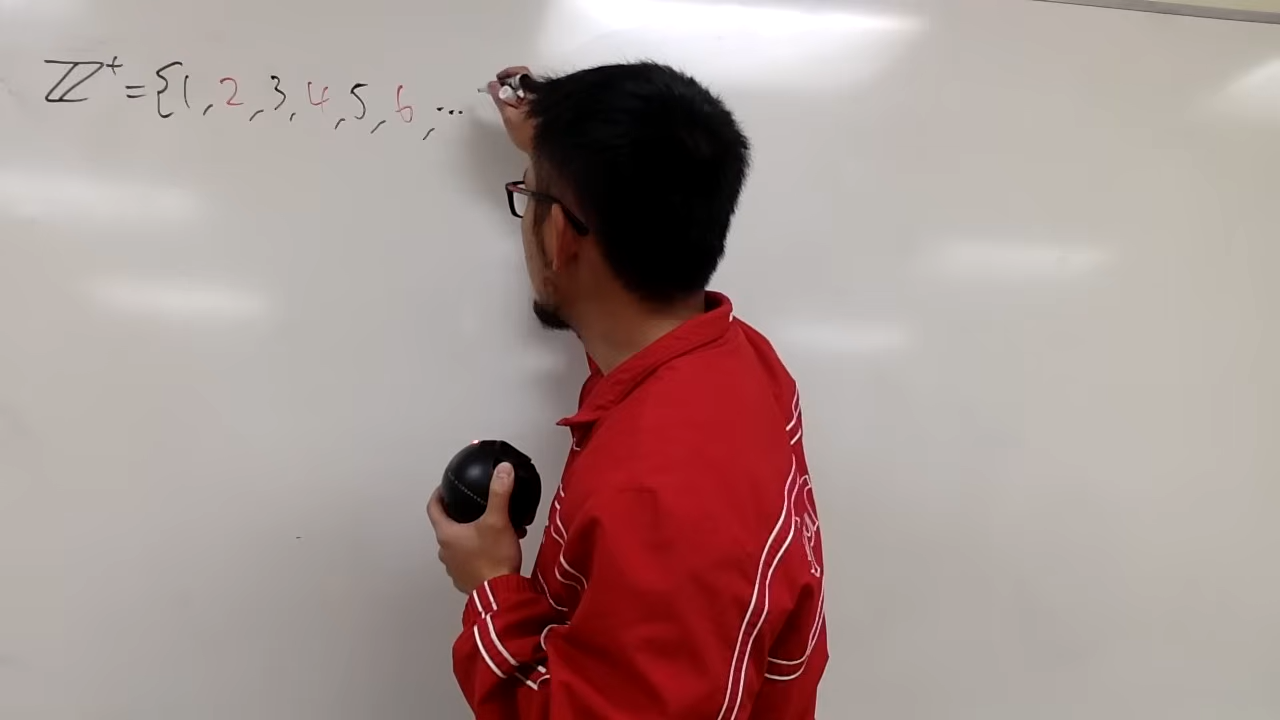 ℤ⁺ = {1, 2, 3, 4, 5, 6, ...